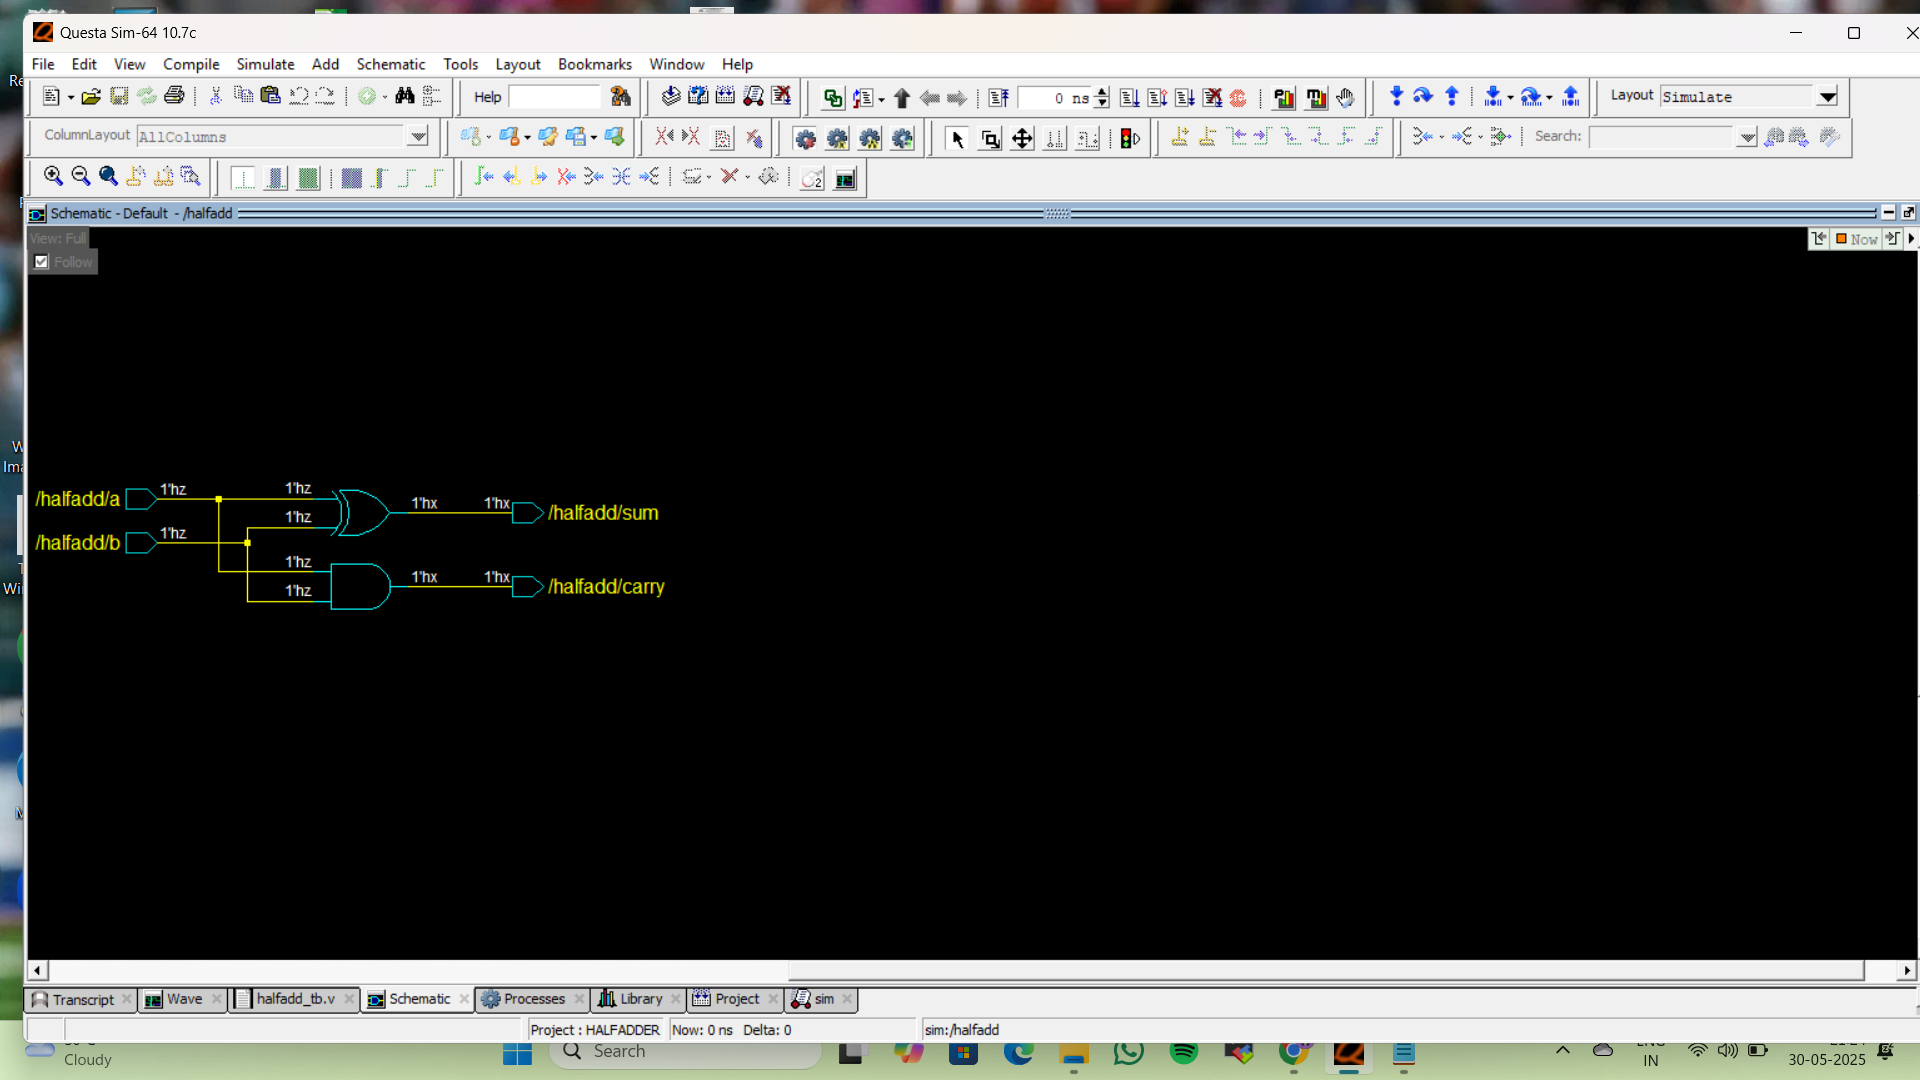 Questa Sim-64 10.7c
File Edit View Compile Simulate Add Schematic Tools Layout Bookmarks Window Help
Help
0 ns
Layout Simulate
ColumnLayout AllColumns
Search:
Schematic - Default - /halfadd
View: Full
Now
Follow
/halfadd/a 1'hz 1'hz 1'hx 1'hx /halfadd/sum
1'hz
/halfadd/b 1'hz
1'hz 1'hx 1'hx /halfadd/carry
1'hz
Transcript Wave halfadd_tb.v Schematic Processes Library Project sim
Project : HALFADDER Now: 0 ns Delta: 0 sim:/halfadd
Cloudy
Search
IN
30-05-2025